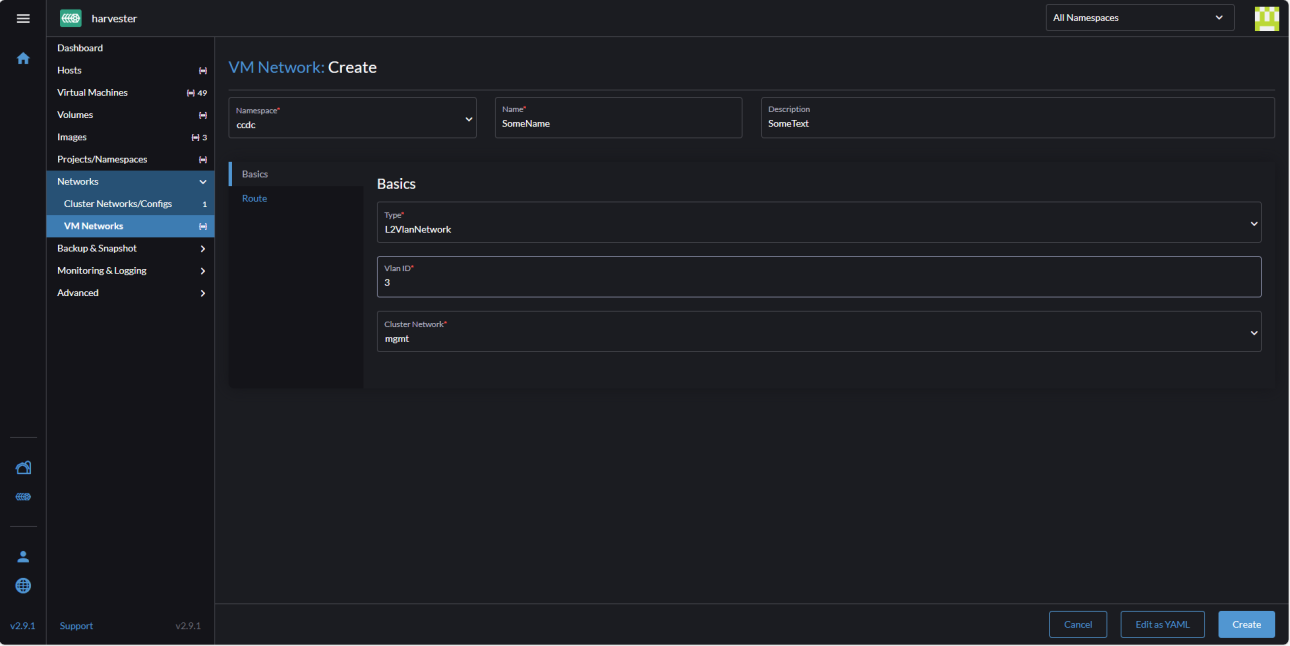 harvester
All Namespaces
Dashboard
Hosts
Virtual Machines 49
Volumes
Images 3
Projects/Namespaces
Networks
Cluster Networks/Configs 1
VM Networks
Backup & Snapshot
Monitoring & Logging
Advanced
v2.9.1
Support v2.9.1
VM Network: Create
Namespace*
ccdc
Name*
SomeName
Description
SomeText
Basics
Route
Basics
Type*
L2VlanNetwork
Vlan ID*
3
Cluster Network*
mgmt
Cancel
Edit as YAML
Create